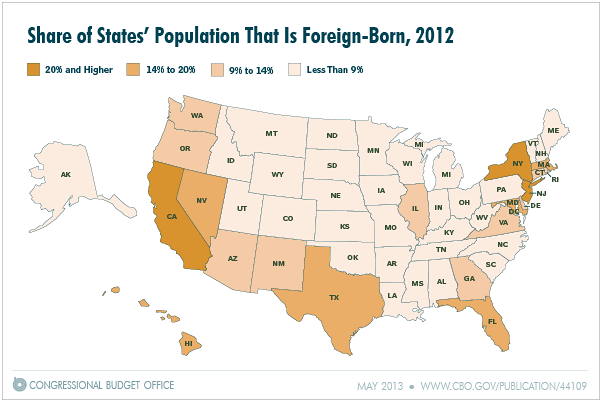 Share of States' Population That Is Foreign-Born, 2012
20% and Higher
14% to 20%
9% to 14%
Less Than 9%
WA
MT
ND
MN
MI
VT
ME
NH
OR
ID
SD
WI
MI
NY
MA
CT
RI
AK
WY
IA
PA
NJ
NV
UT
NE
IL
IN
OH
MD
DE
DC
CA
CO
KS
MO
WV
VA
KY
AZ
NM
OK
AR
TN
NC
SC
TX
LA
MS
AL
GA
HI
FL
CONGRESSIONAL BUDGET OFFICE
MAY 2013 • WWW.CBO.GOV/PUBLICATION/44109